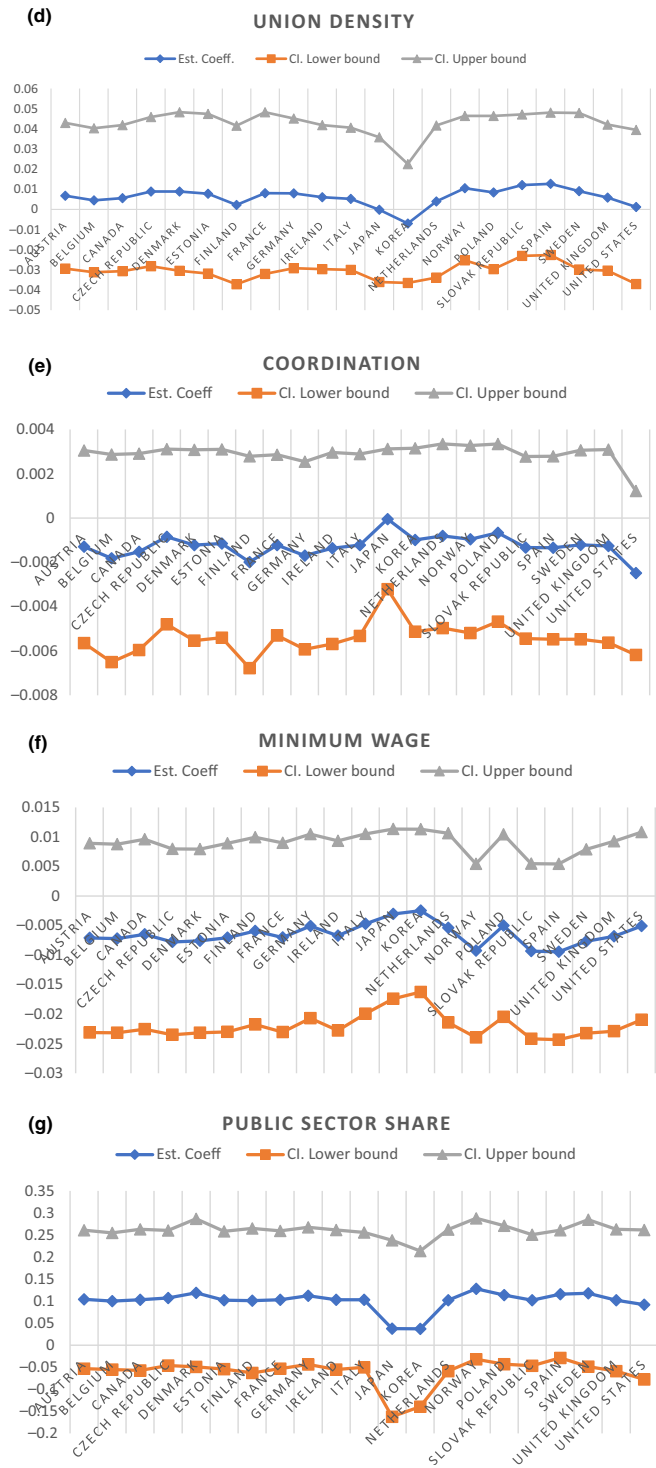 (d)
UNION DENSITY
Est. Coeff. CI. Lower bound CI. Upper bound
0.06
0.05
0.04
0.03
0.02
0.01
0
−0.01
−0.02
−0.03
−0.04
−0.05
AUSTRIA
BELGIUM
CANADA
CZECH REPUBLIC
DENMARK
ESTONIA
FINLAND
FRANCE
GERMANY
IRELAND
ITALY
JAPAN
KOREA
NETHERLANDS
NORWAY
POLAND
SLOVAK REPUBLIC
SPAIN
SWEDEN
UNITED KINGDOM
UNITED STATES
(e)
COORDINATION
Est. Coeff CI. Lower bound CI. Upper bound
0.004
0.002
0
−0.002
−0.004
−0.006
−0.008
AUSTRIA
BELGIUM
CANADA
CZECH REPUBLIC
DENMARK
ESTONIA
FINLAND
FRANCE
GERMANY
IRELAND
ITALY
JAPAN
KOREA
NETHERLAND
NORWAY
POLAND
SLOVAK REPUBLIC
SPAIN
SWEDEN
UNITED KINGDOM
UNITED STATES
(f)
MINIMUM WAGE
Est. Coeff CI. Lower bound CI. Upper bound
0.015
0.01
0.005
0
−0.005
−0.01
−0.015
−0.02
−0.025
−0.03
AUSTRIA
BELGIUM
CANADA
CZECH REPUBLIC
DENMARK
ESTONIA
FINLAND
FRANCE
GERMANY
IRELAND
ITALY
JAPAN
KOREA
NETHERLANDS
NORWAY
POLAND
SLOVAK REPUBLIC
SPAIN
SWEDEN
UNITED KINGDOM
UNITED STATES
(g)
PUBLIC SECTOR SHARE
Est. Coeff CI. Lower bound CI. Upper bound
0.35
0.3
0.25
0.2
0.15
0.1
0.05
0
−0.05
−0.1
−0.15
−0.2
AUSTRIA
BELGIUM
CANADA
CZECH REPUBLIC
DENMARK
ESTONIA
FINLAND
FRANCE
GERMANY
IRELAND
ITALY
JAPAN
KOREA
NETHERLANDS
NORWAY
POLAND
SLOVAK REPUBLIC
SPAIN
SWEDEN
UNITED KINGDOM
UNITED STATES